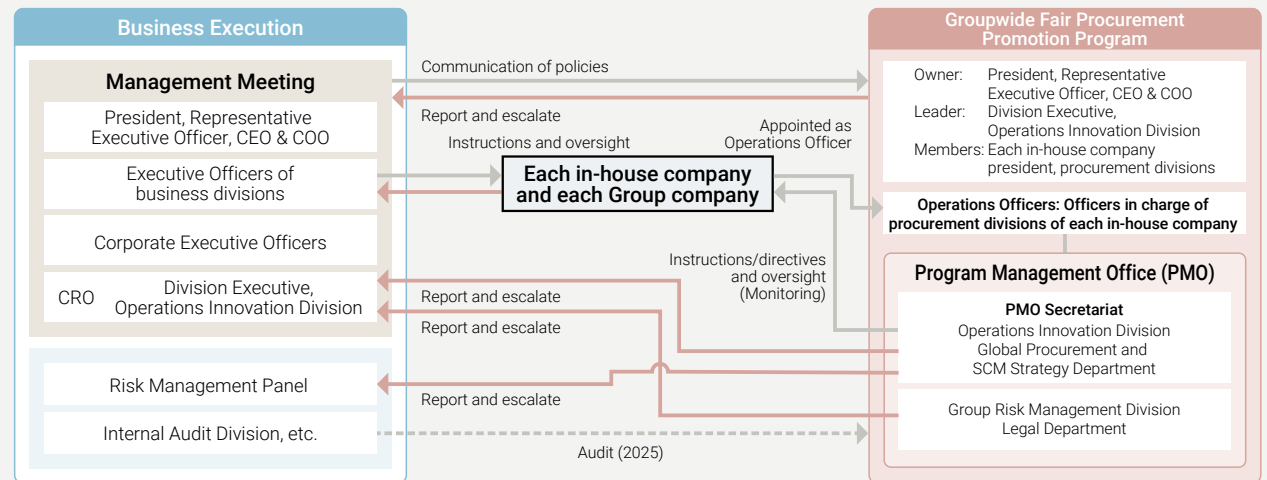 Business Execution
Management Meeting
President, Representative
Executive Officer, CEO & COO
Executive Officers of
business divisions
Corporate Executive Officers
CRO
Division Executive,
Operations Innovation Division
Risk Management Panel
Internal Audit Division, etc.
Communication of policies
Report and escalate
Instructions and oversight
Appointed as
Operations Officer
Each in-house company
and each Group company
Instructions/directives
and oversight
(Monitoring)
Report and escalate
Report and escalate
Report and escalate
Audit (2025)
Groupwide Fair Procurement
Promotion Program
Owner: President, Representative
Executive Officer, CEO & COO
Leader: Division Executive,
Operations Innovation Division
Members: Each in-house company
president, procurement divisions
Operations Officers: Officers in charge of
procurement divisions of each in-house company
Program Management Office (PMO)
PMO Secretariat
Operations Innovation Division
Global Procurement and
SCM Strategy Department
Group Risk Management Division
Legal Department